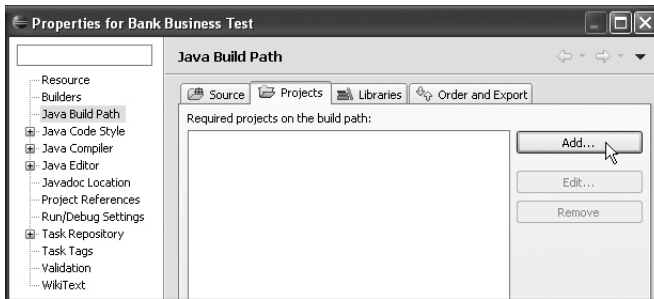 Properties for Bank Business Test
Java Build Path
Resource
Builders
Java Build Path
Java Code Style
Java Compiler
Java Editor
Javadoc Location
Project References
Run/Debug Settings
Task Repository
Task Tags
Validation
WikiText
Source Projects Libraries Order and Export
Required projects on the build path:
Add...
Edit...
Remove